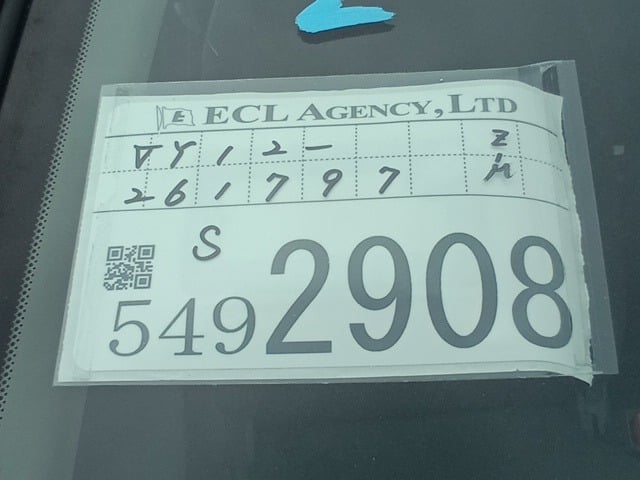 E ECL AGENCY, LTD
VY12-
261797
S
549 2908